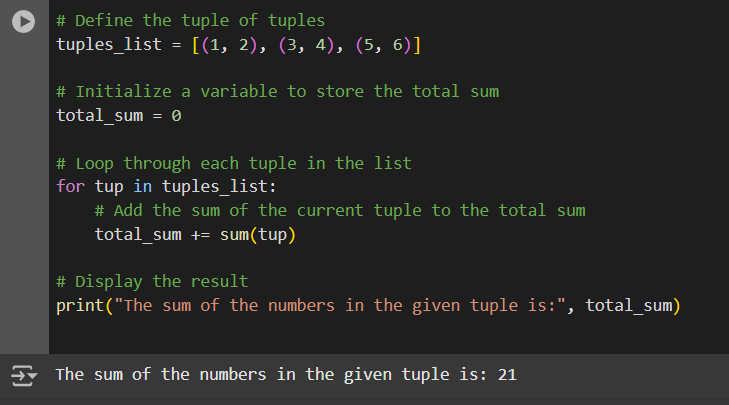 # Define the tuple of tuples
tuples_list = [(1, 2), (3, 4), (5, 6)]
# Initialize a variable to store the total sum
total_sum = 0
# Loop through each tuple in the list
for tup in tuples_list:
    # Add the sum of the current tuple to the total sum
    total_sum += sum(tup)
# Display the result
print("The sum of the numbers in the given tuple is:", total_sum)
The sum of the numbers in the given tuple is: 21